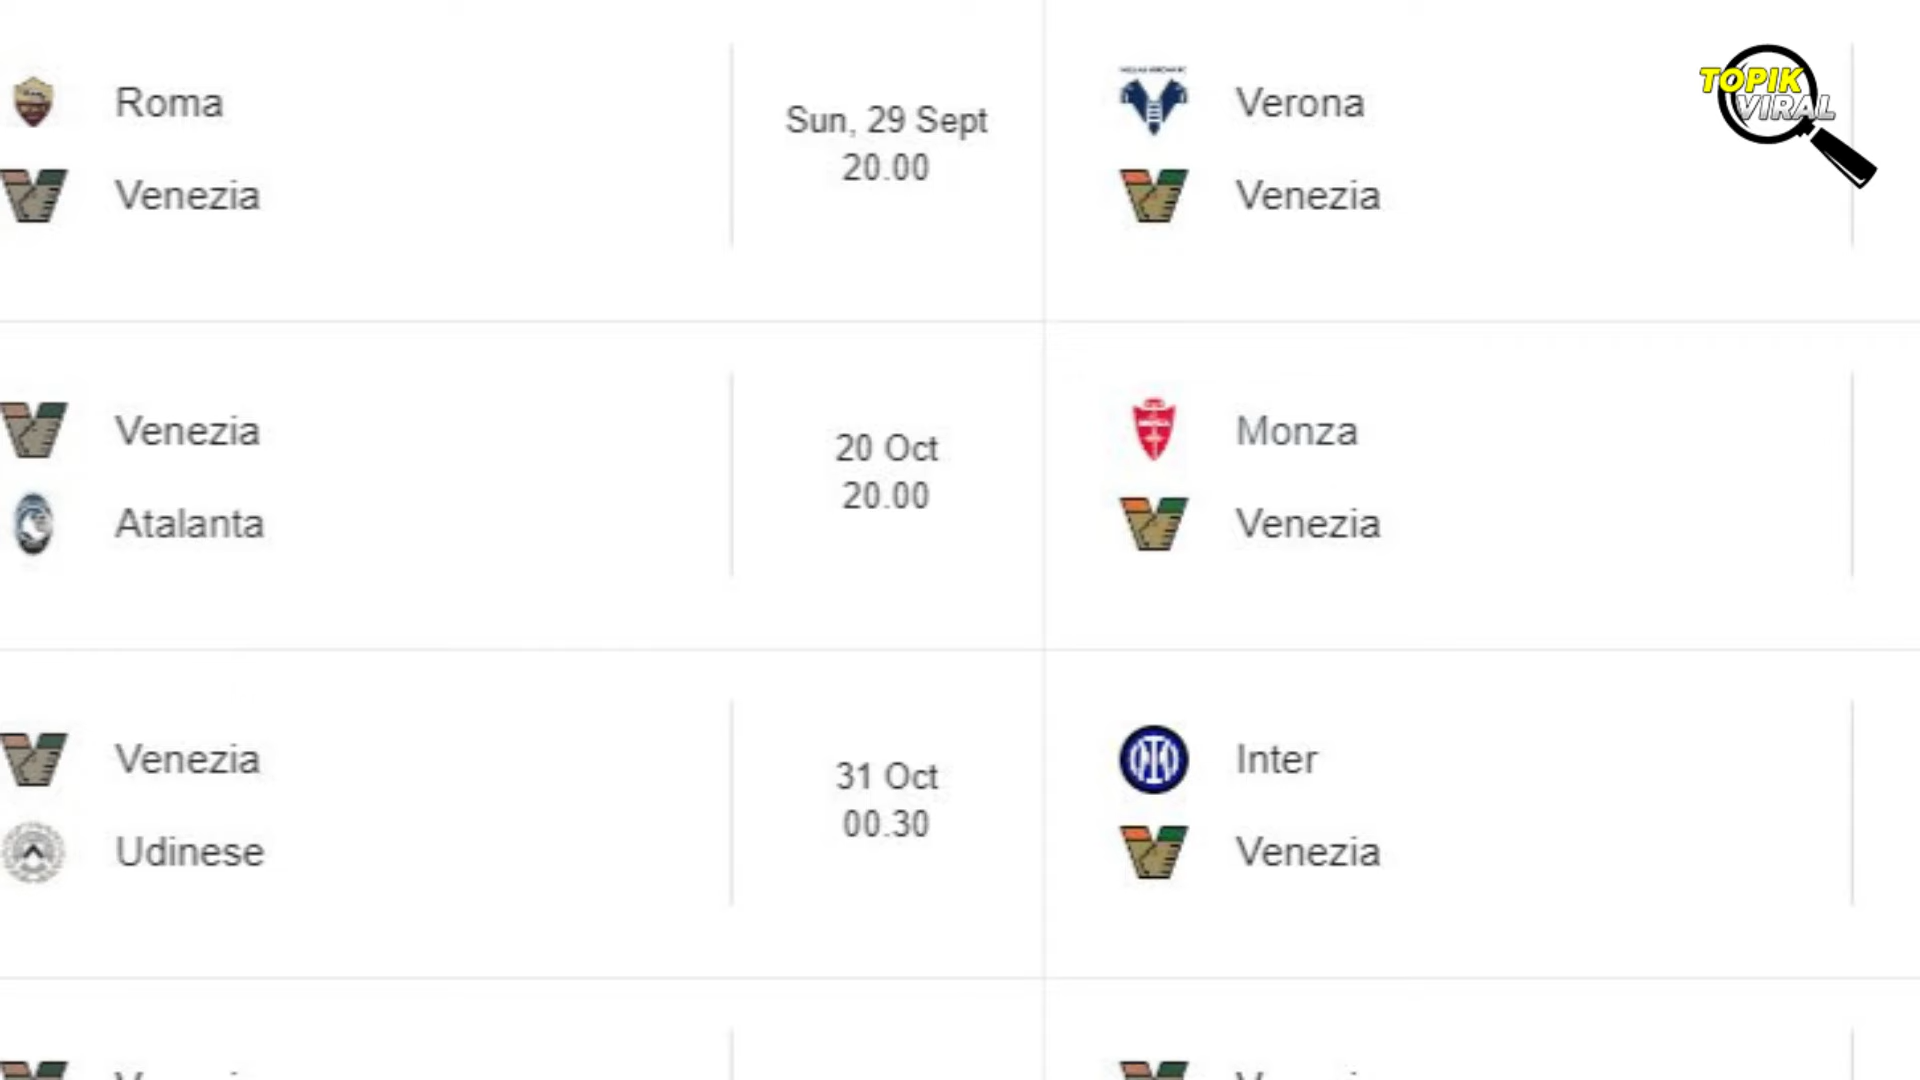 Roma
Venezia
Sun, 29 Sept
20.00
Verona
Venezia
TOPIK
VIRAL
Venezia
Atalanta
20 Oct
20.00
Monza
Venezia
Venezia
Udinese
31 Oct
00.30
Inter
Venezia